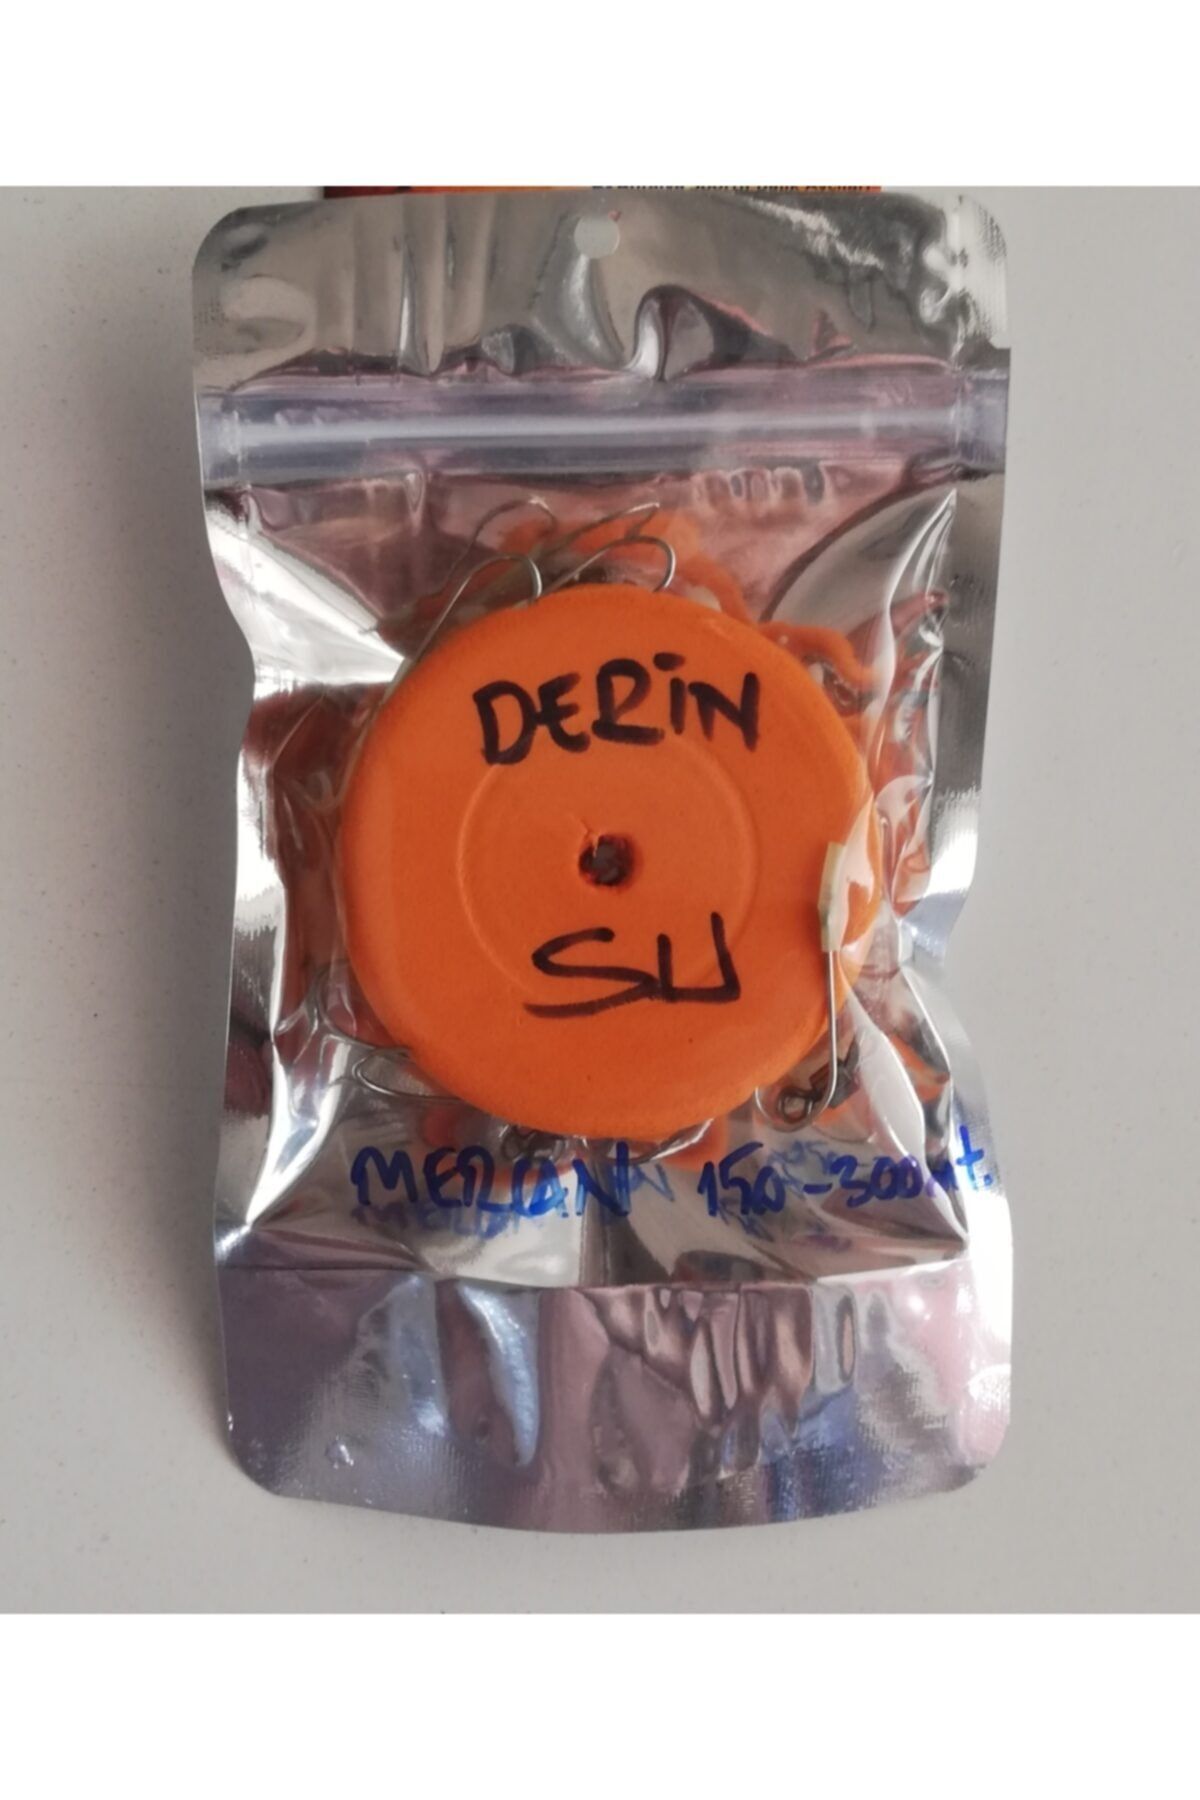 DERİN
SU
MERCAN 150-300mt.